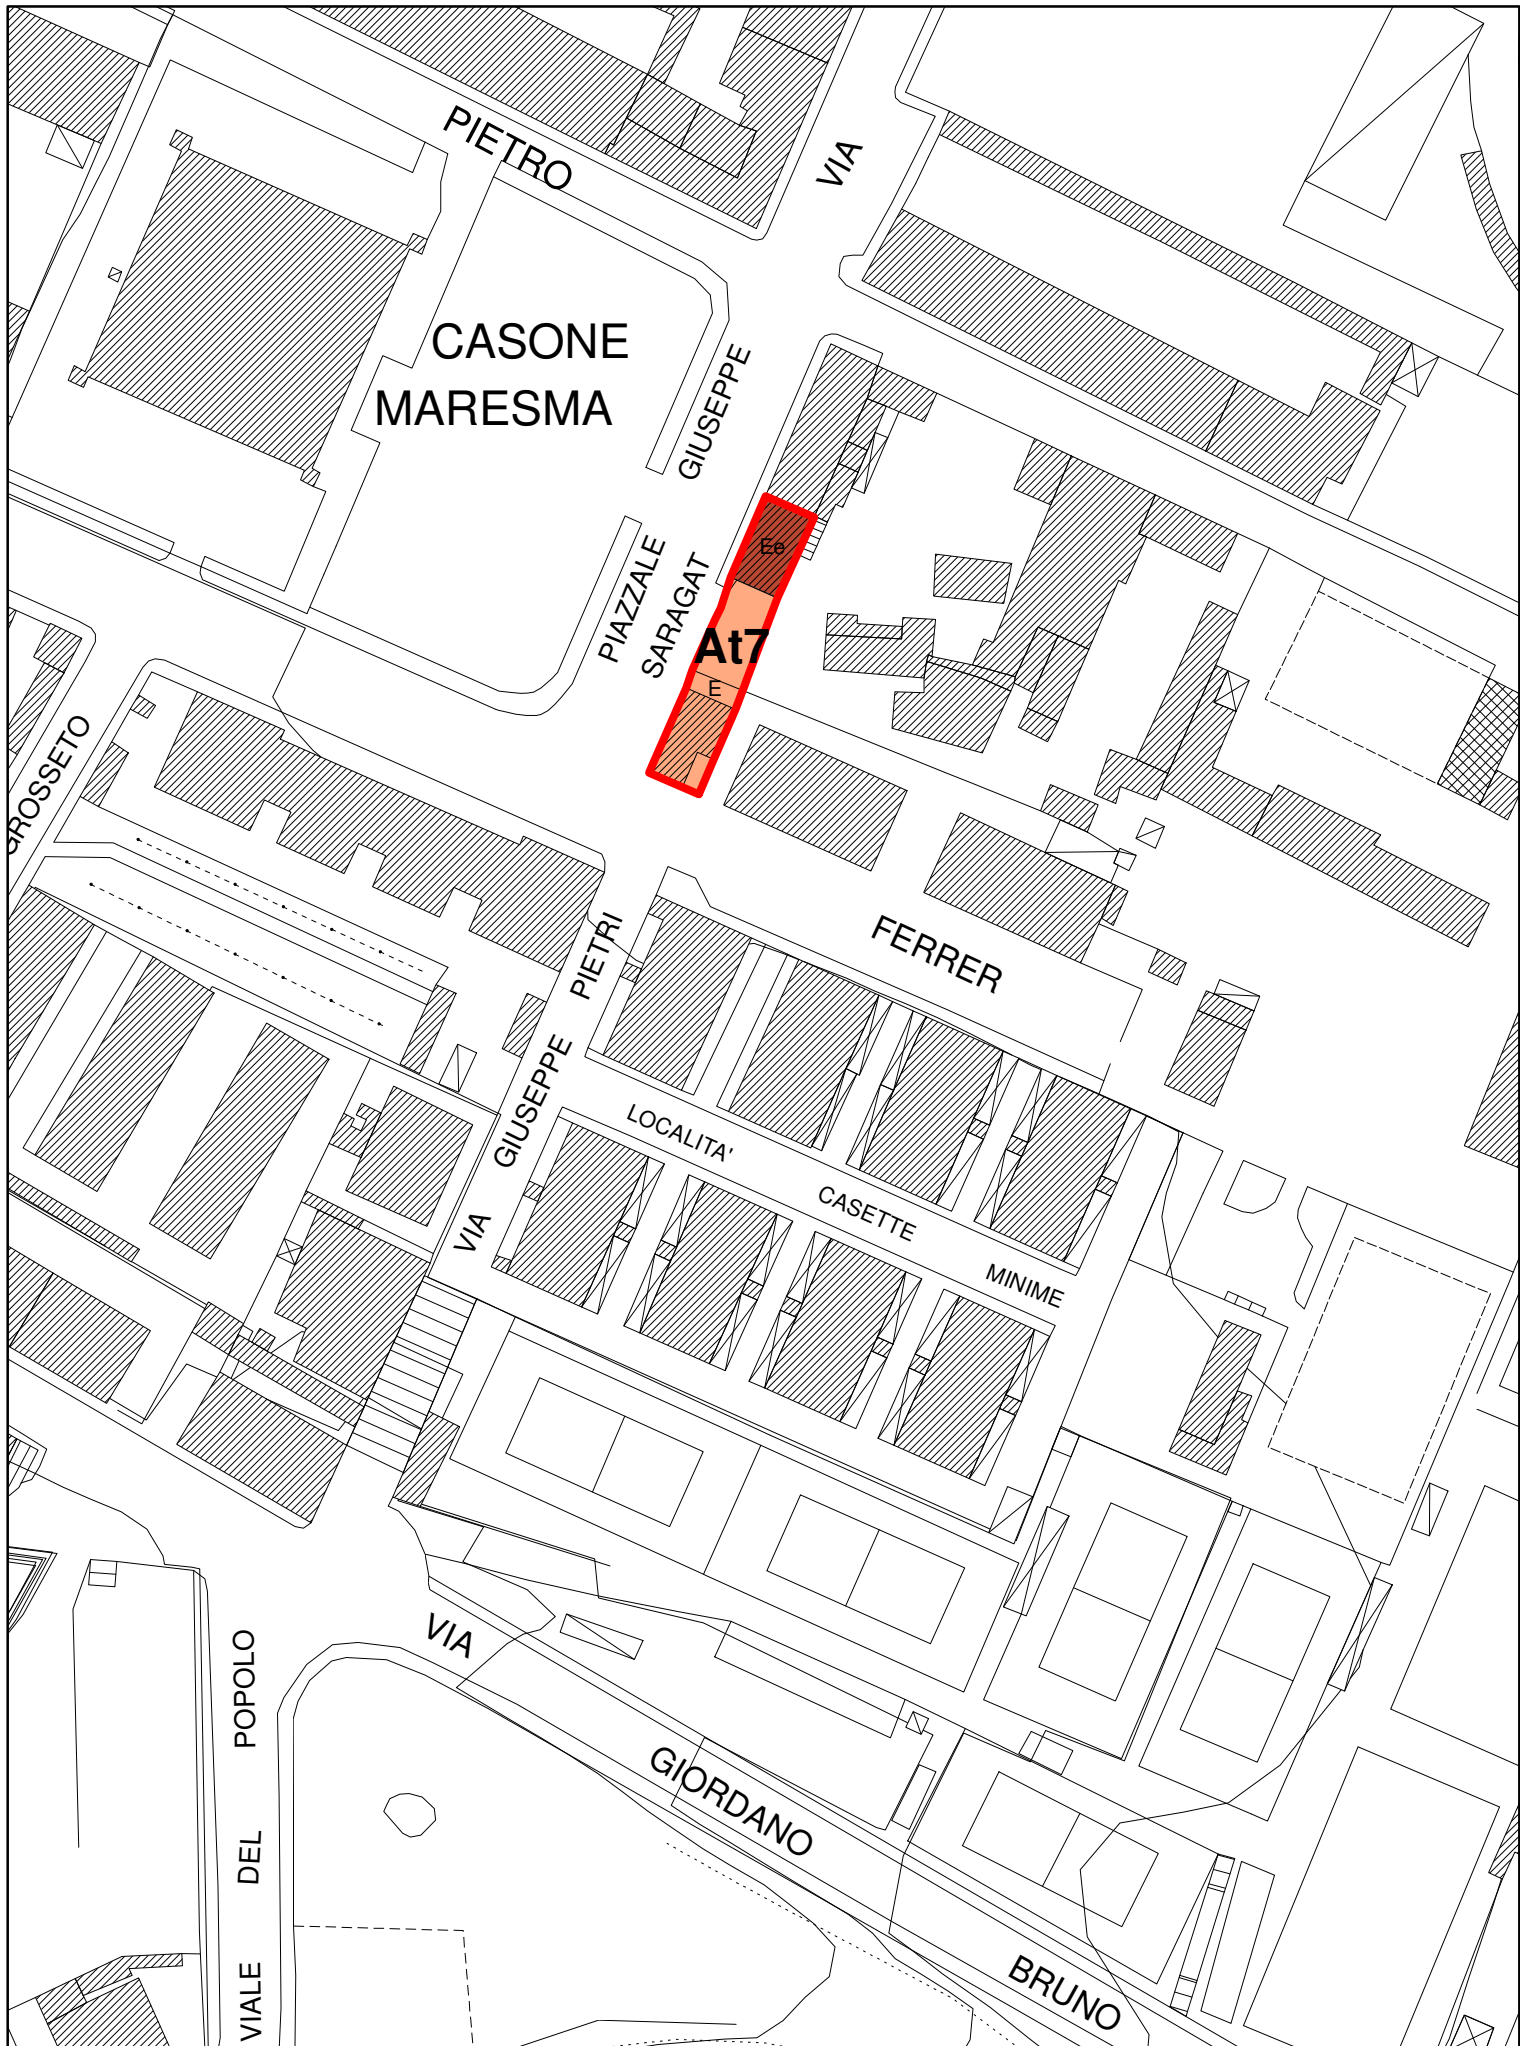 PIETRO
VIA
CASONE
MARESMA
GIUSEPPE
PIAZZALE
SARAGAT
Ee
At7
E
GROSSETO
FERRER
VIA GIUSEPPE PIETRI
LOCALITA'
CASETTE
MINIME
VIA
GIORDANO
BRUNO
VIALE DEL POPOLO